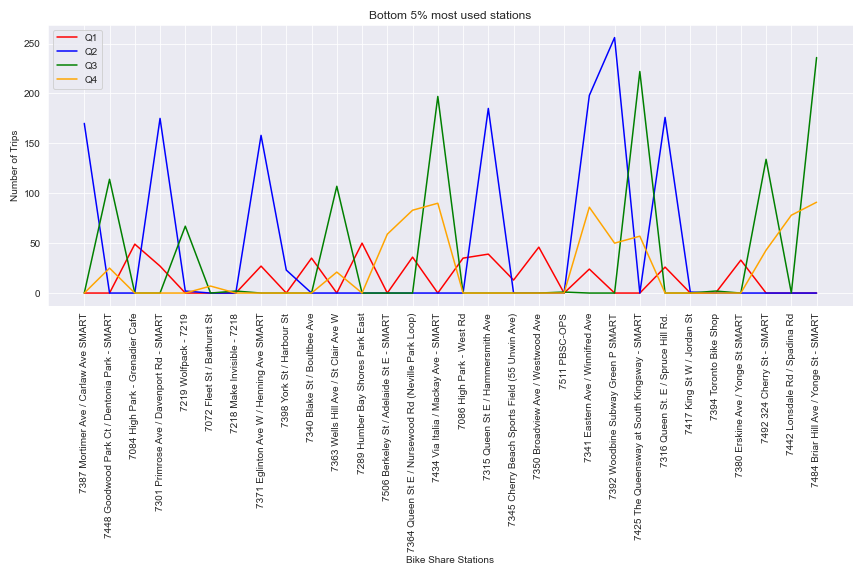 Bottom 5% most used stations
Q1
Q2
Q3
Q4
Number of Trips
250
200
150
100
50
0
7387 Mortimer Ave / Carlaw Ave SMART
7448 Goodwood Park Ct / Dentonia Park - SMART
7084 High Park - Grenadier Cafe
7301 Primrose Ave / Davenport Rd - SMART
7219 Wolfpack - 7219
7072 Fleet St / Bathurst St
7218 Make Invisible - 7218
7371 Eglinton Ave W / Henning Ave SMART
7398 York St / Harbour St
7340 Blake St / Boultbee Ave
7363 Wells Hill Ave / St Clair Ave W
7289 Humber Bay Shores Park East
7506 Berkeley St / Adelaide St E - SMART
7364 Queen St E / Nursewood Rd (Neville Park Loop)
7434 Via Italia / Mackay Ave - SMART
7086 High Park - West Rd
7315 Queen St E / Hammersmith Ave
7345 Cherry Beach Sports Field (S5 Unwin Ave)
7350 Broadview Ave / Westwood Ave
7511 PBSC-OPS
7341 Eastern Ave / Winnifred Ave
7392 Woodbine Subway Green P SMART
7425 The Queensway at South Kingsway - SMART
7316 Queen St. E / Spruce Hill Rd.
7417 King St W / Jordan St
7394 Toronto Bike Shop
7380 Erskine Ave / Yonge St SMART
7492 324 Cherry St - SMART
7442 Lonsdale Rd / Spadina Rd
7484 Briar Hill Ave / Yonge St - SMART
Bike Share Stations